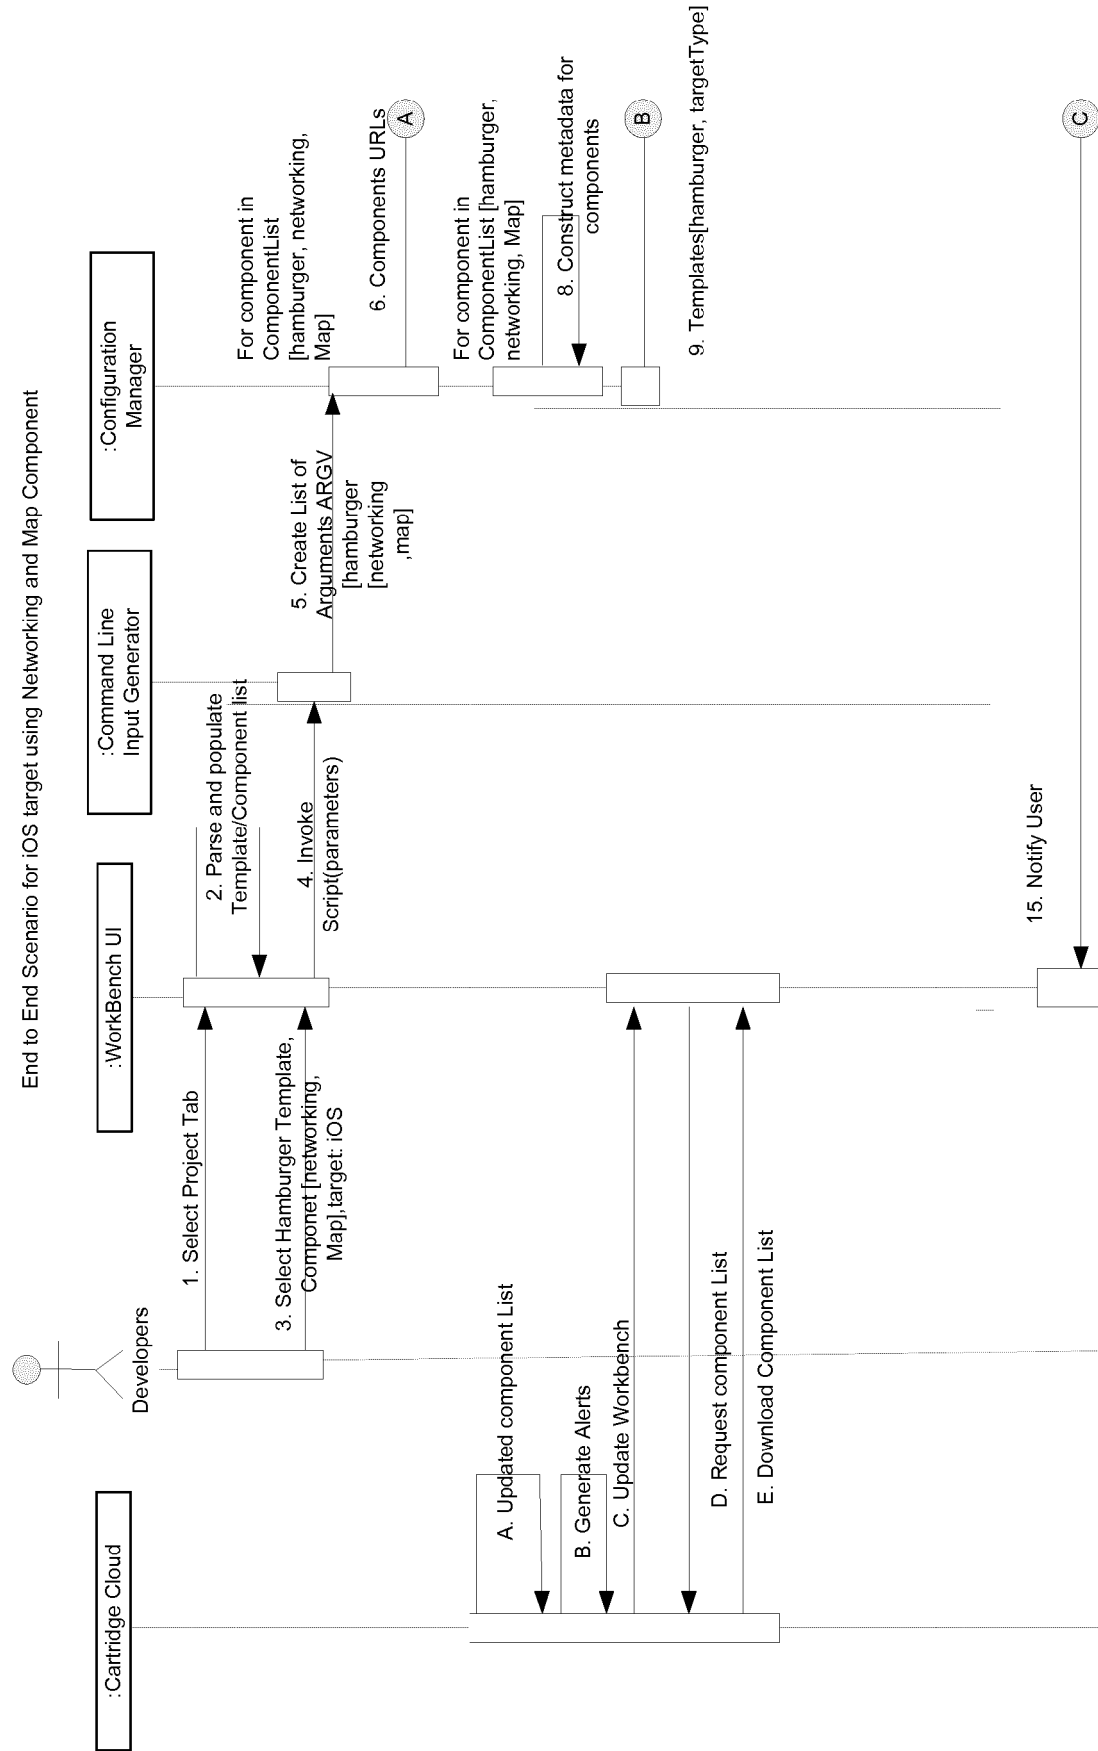 End to End Scenario for iOS target using Networking and Map Component
:Cartridge Cloud
Developers
:WorkBench UI
:Command Line
Input Generator
:Configuration
Manager
1. Select Project Tab
2. Parse and populate
Template/Component list
3. Select Hamburger Template,
Componet [networking,
Map],target: iOS
4. Invoke
Script(parameters)
5. Create List of
Arguments ARGV
[hamburger
[networking
,map]
For component in
ComponentList
[hamburger, networking,
Map]
6. Components URLs
A
For component in
ComponentList [hamburger,
networking, Map]
8. Construct metadata for
components
B
9. Templates[hamburger, targetType]
A. Updated component List
B. Generate Alerts
C. Update Workbench
D. Request component List
E. Download Component List
15. Notify User
C